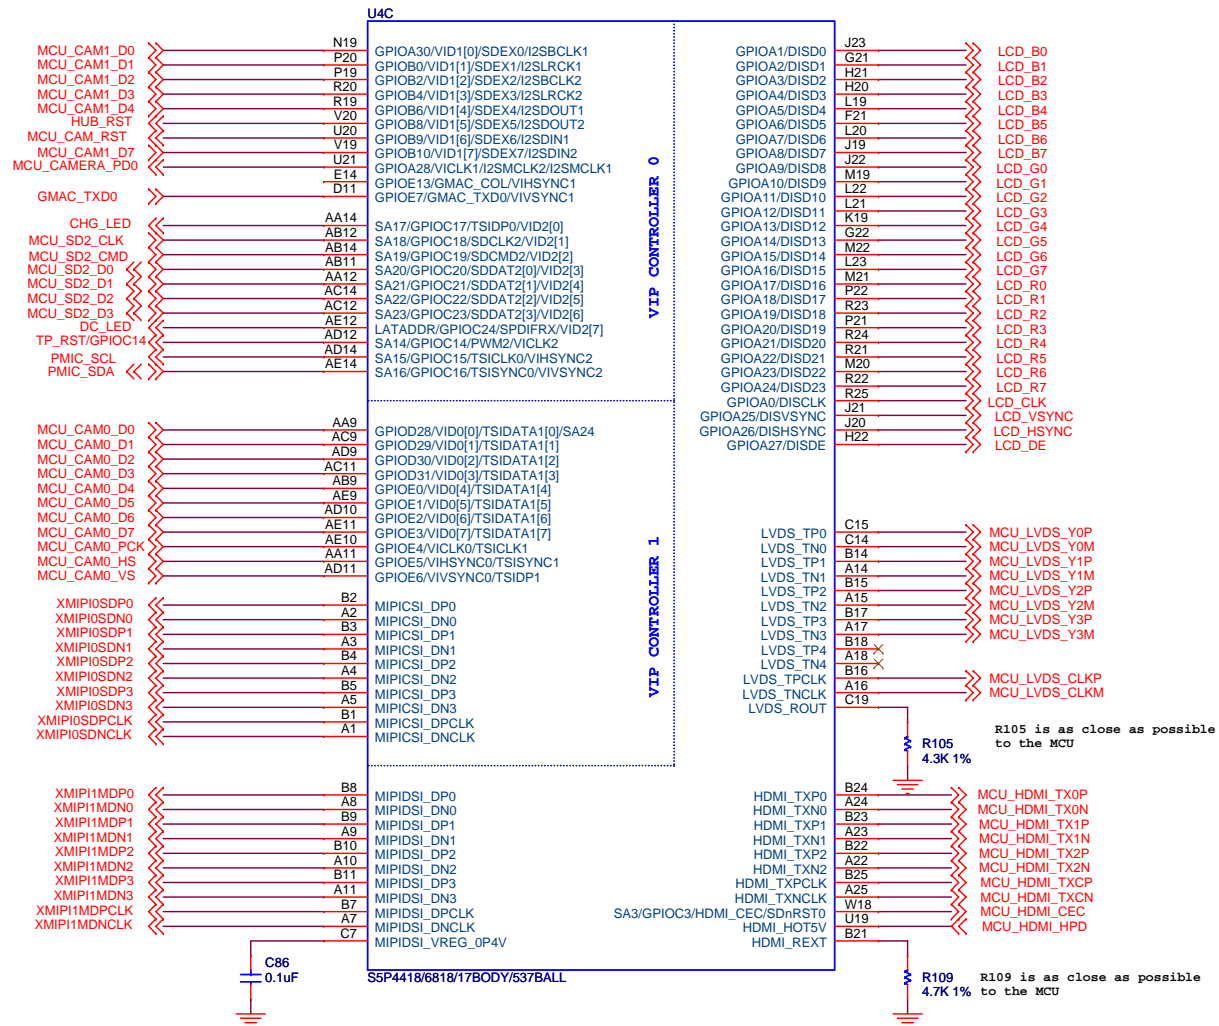 U4C
MCU_CAM1_D0 N19 GPIOA30/VID1[0]/SDEX0/I2SBCLK1
MCU_CAM1_D1 P20 GPIOB0/VID1[1]/SDEX1/I2SLRCK1
MCU_CAM1_D2 P19 GPIOB2/VID1[2]/SDEX2/I2SBCLK2
MCU_CAM1_D3 R20 GPIOB4/VID1[3]/SDEX3/I2SLRCK2
MCU_CAM1_D4 R19 GPIOB6/VID1[4]/SDEX4/I2SDOUT1
HUB_RST V20 GPIOB8/VID1[5]/SDEX5/I2SDOUT2
MCU_CAM_RST U20 GPIOB9/VID1[6]/SDEX6/I2SDIN1
MCU_CAM1_D7 V19 GPIOB10/VID1[7]/SDEX7/I2SDIN2
MCU_CAMERA_PD0 U21 GPIOA28/VICLK1/I2SMCLK2/I2SMCLK1
E14 GPIOE13/GMAC_COL/VIHSYNC1
GMAC_TXD0 D11 GPIOE7/GMAC_TXD0/VIVSYNC1
CHG_LED AA14 SA17/GPIOC17/TSIDP0/VID2[0]
MCU_SD2_CLK AB12 SA18/GPIOC18/SDCLK2/VID2[1]
MCU_SD2_CMD AB14 SA19/GPIOC19/SDCMD2/VID2[2]
MCU_SD2_D0 AB11 SA20/GPIOC20/SDDAT2[0]/VID2[3]
MCU_SD2_D1 AA12 SA21/GPIOC21/SDDAT2[1]/VID2[4]
MCU_SD2_D2 AC14 SA22/GPIOC22/SDDAT2[2]/VID2[5]
MCU_SD2_D3 AC12 SA23/GPIOC23/SDDAT2[3]/VID2[6]
DC_LED AE12 LATADDR/GPIOC24/SPDIFRX/VID2[7]
TP_RST/GPIOC14 AD12 SA14/GPIOC14/PWM2/VICLK2
PMIC_SCL AD14 SA15/GPIOC15/TSICLK0/VIHSYNC2
PMIC_SDA AE14 SA16/GPIOC16/TSISYNC0/VIVSYNC2
VIP CONTROLLER 0
MCU_CAM0_D0 AA9 GPIOD28/VID0[0]/TSIDATA1[0]/SA24
MCU_CAM0_D1 AC9 GPIOD29/VID0[1]/TSIDATA1[1]
MCU_CAM0_D2 AD9 GPIOD30/VID0[2]/TSIDATA1[2]
MCU_CAM0_D3 AC11 GPIOD31/VID0[3]/TSIDATA1[3]
MCU_CAM0_D4 AB9 GPIOE0/VID0[4]/TSIDATA1[4]
MCU_CAM0_D5 AE9 GPIOE1/VID0[5]/TSIDATA1[5]
MCU_CAM0_D6 AD10 GPIOE2/VID0[6]/TSIDATA1[6]
MCU_CAM0_D7 AE11 GPIOE3/VID0[7]/TSIDATA1[7]
MCU_CAM0_PCK AE10 GPIOE4/VICLK0/TSICLK1
MCU_CAM0_HS AA11 GPIOE5/VIHSYNC0/TSISYNC1
MCU_CAM0_VS AD11 GPIOE6/VIVSYNC0/TSIDP1
XMIPI0SDP0 B2 MIPICSI_DP0
XMIPI0SDN0 A2 MIPICSI_DN0
XMIPI0SDP1 B3 MIPICSI_DP1
XMIPI0SDN1 A3 MIPICSI_DN1
XMIPI0SDP2 B4 MIPICSI_DP2
XMIPI0SDN2 A4 MIPICSI_DN2
XMIPI0SDP3 B5 MIPICSI_DP3
XMIPI0SDN3 A5 MIPICSI_DN3
XMIPI0SDPCLK B1 MIPICSI_DPCLK
XMIPI0SDNCLK A1 MIPICSI_DNCLK
VIP CONTROLLER 1
XMIPI1MDP0 B8 MIPIDSI_DP0
XMIPI1MDN0 A8 MIPIDSI_DN0
XMIPI1MDP1 B9 MIPIDSI_DP1
XMIPI1MDN1 A9 MIPIDSI_DN1
XMIPI1MDP2 B10 MIPIDSI_DP2
XMIPI1MDN2 A10 MIPIDSI_DN2
XMIPI1MDP3 B11 MIPIDSI_DP3
XMIPI1MDN3 A11 MIPIDSI_DN3
XMIPI1MDPCLK B7 MIPIDSI_DPCLK
XMIPI1MDNCLK A7 MIPIDSI_DNCLK
C7 MIPIDSI_VREG_0P4V
C86
0.1uF
S5P4418/6818/17BODY/537BALL
GPIOA1/DISD0 J23 LCD_B0
GPIOA2/DISD1 G21 LCD_B1
GPIOA3/DISD2 H21 LCD_B2
GPIOA4/DISD3 H20 LCD_B3
GPIOA5/DISD4 L19 LCD_B4
GPIOA6/DISD5 F21 LCD_B5
GPIOA7/DISD6 L20 LCD_B6
GPIOA8/DISD7 J19 LCD_B7
GPIOA9/DISD8 J22 LCD_G0
GPIOA10/DISD9 M19 LCD_G1
GPIOA11/DISD10 L22 LCD_G2
GPIOA12/DISD11 L21 LCD_G3
GPIOA13/DISD12 K19 LCD_G4
GPIOA14/DISD13 G22 LCD_G5
GPIOA15/DISD14 M22 LCD_G6
GPIOA16/DISD15 L23 LCD_G7
GPIOA17/DISD16 M21 LCD_R0
GPIOA18/DISD17 P22 LCD_R1
GPIOA19/DISD18 R23 LCD_R2
GPIOA20/DISD19 P21 LCD_R3
GPIOA21/DISD20 R24 LCD_R4
GPIOA22/DISD21 R21 LCD_R5
GPIOA23/DISD22 M20 LCD_R6
GPIOA24/DISD23 R22 LCD_R7
GPIOA0/DISCLK R25 LCD_CLK
GPIOA25/DISVSYNC J21 LCD_VSYNC
GPIOA26/DISHSYNC J20 LCD_HSYNC
GPIOA27/DISDE H22 LCD_DE
LVDS_TP0 C15 MCU_LVDS_Y0P
LVDS_TN0 C14 MCU_LVDS_Y0M
LVDS_TP1 B14 MCU_LVDS_Y1P
LVDS_TN1 A14 MCU_LVDS_Y1M
LVDS_TP2 B15 MCU_LVDS_Y2P
LVDS_TN2 A15 MCU_LVDS_Y2M
LVDS_TP3 B17 MCU_LVDS_Y3P
LVDS_TN3 A17 MCU_LVDS_Y3M
LVDS_TP4 B18
LVDS_TN4 A18
LVDS_TPCLK B16 MCU_LVDS_CLKP
LVDS_TNCLK A16 MCU_LVDS_CLKM
LVDS_ROUT C19
R105
4.3K 1%
R105 is as close as possible
to the MCU
HDMI_TXP0 B24 MCU_HDMI_TX0P
HDMI_TXN0 A24 MCU_HDMI_TX0N
HDMI_TXP1 B23 MCU_HDMI_TX1P
HDMI_TXN1 A23 MCU_HDMI_TX1N
HDMI_TXP2 B22 MCU_HDMI_TX2P
HDMI_TXN2 A22 MCU_HDMI_TX2N
HDMI_TXPCLK B25 MCU_HDMI_TXCP
HDMI_TXNCLK A25 MCU_HDMI_TXCN
SA3/GPIOC3/HDMI_CEC/SDnRST0 W18 MCU_HDMI_CEC
HDMI_HOT5V U19 MCU_HDMI_HPD
HDMI_REXT B21
R109
4.7K 1%
R109 is as close as possible
to the MCU